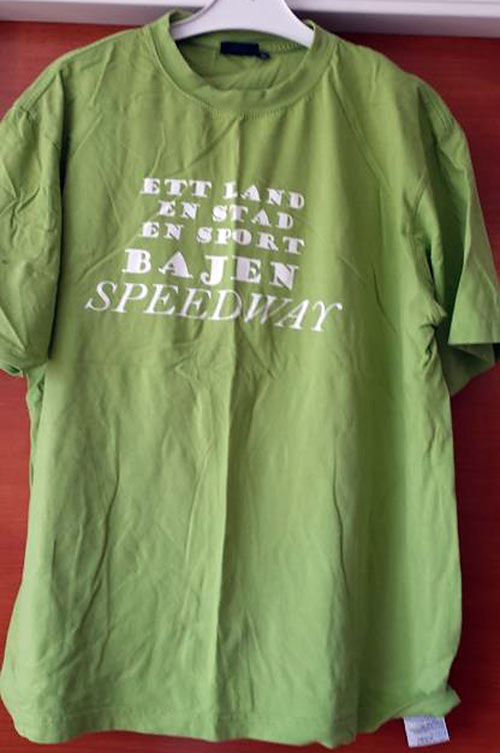 ETT LAND
EN STAD
EN SPORT
BAJEN
SPEEDWAY